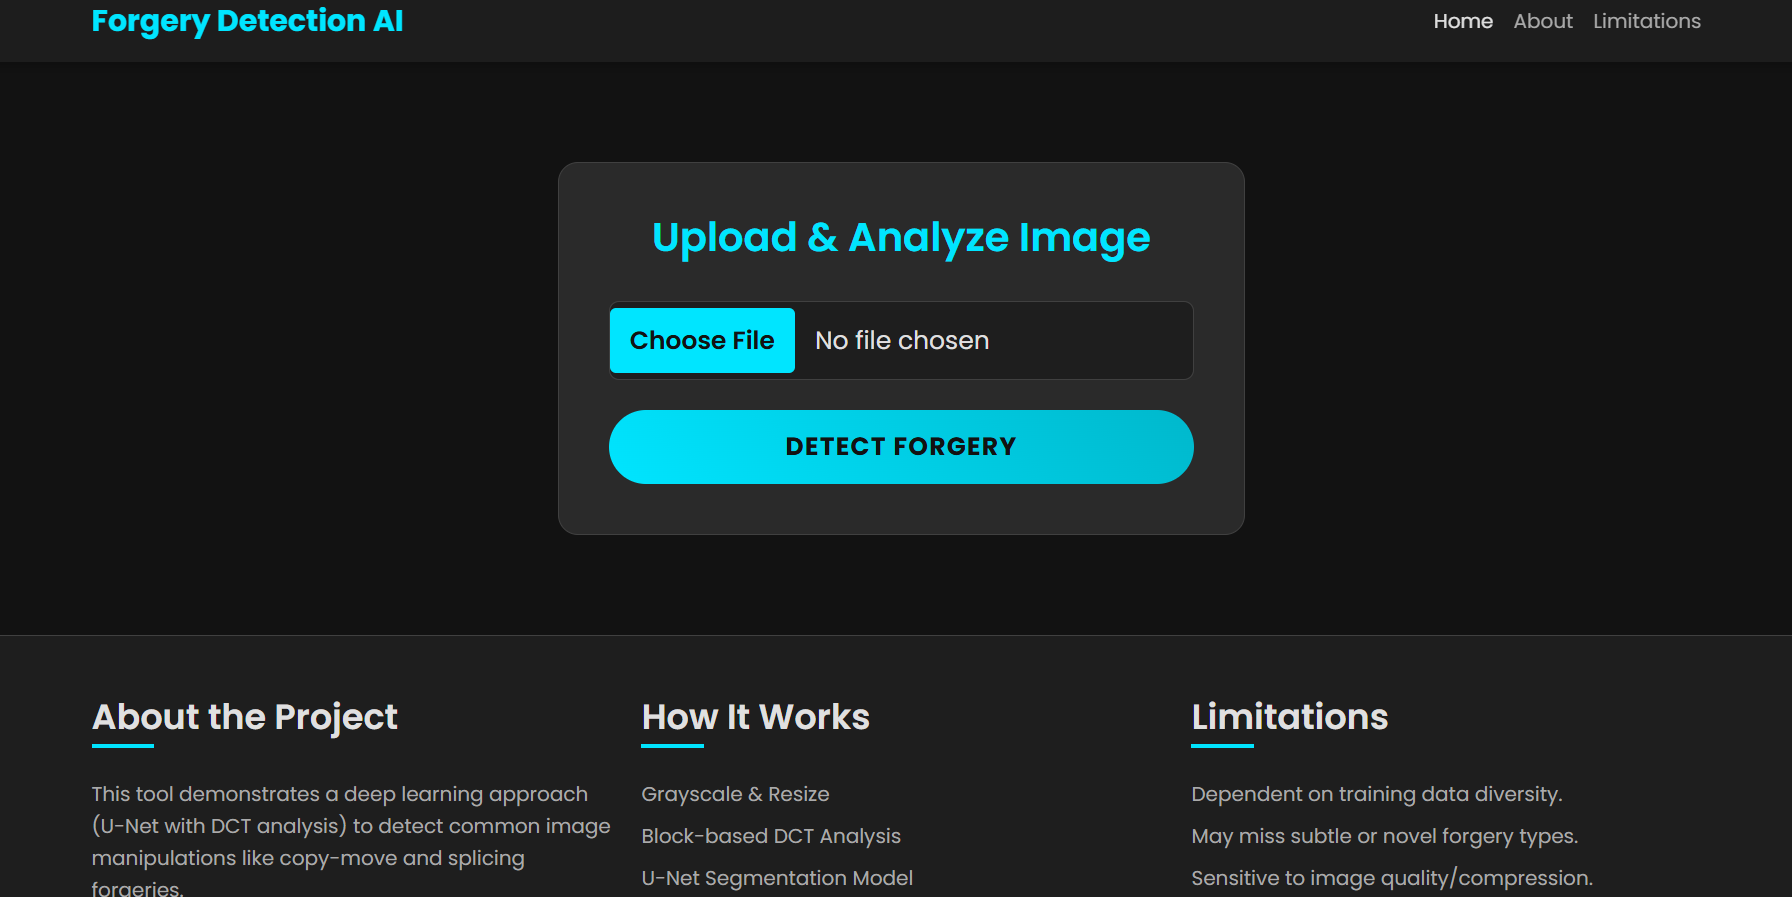 Forgery Detection AI
Home About Limitations
Upload & Analyze Image
Choose File No file chosen
DETECT FORGERY
About the Project
This tool demonstrates a deep learning approach
(U-Net with DCT analysis) to detect common image
manipulations like copy-move and splicing
forgeries.
How It Works
Grayscale & Resize
Block-based DCT Analysis
U-Net Segmentation Model
Limitations
Dependent on training data diversity.
May miss subtle or novel forgery types.
Sensitive to image quality/compression.